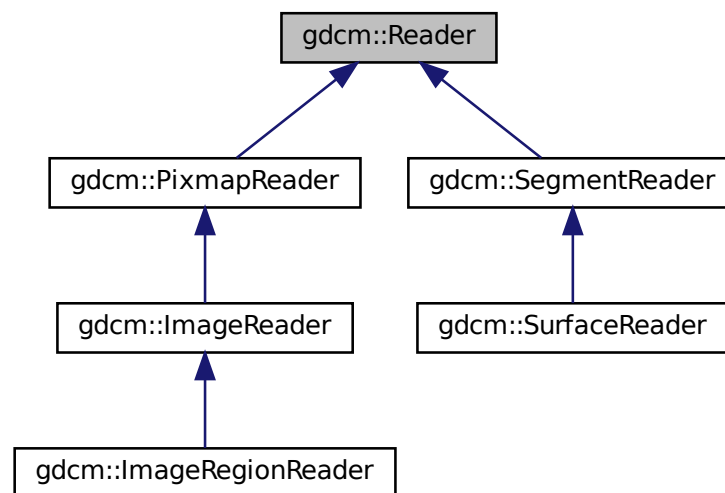 gdcm::Reader
gdcm::PixmapReader
gdcm::SegmentReader
gdcm::ImageReader
gdcm::SurfaceReader
gdcm::ImageRegionReader